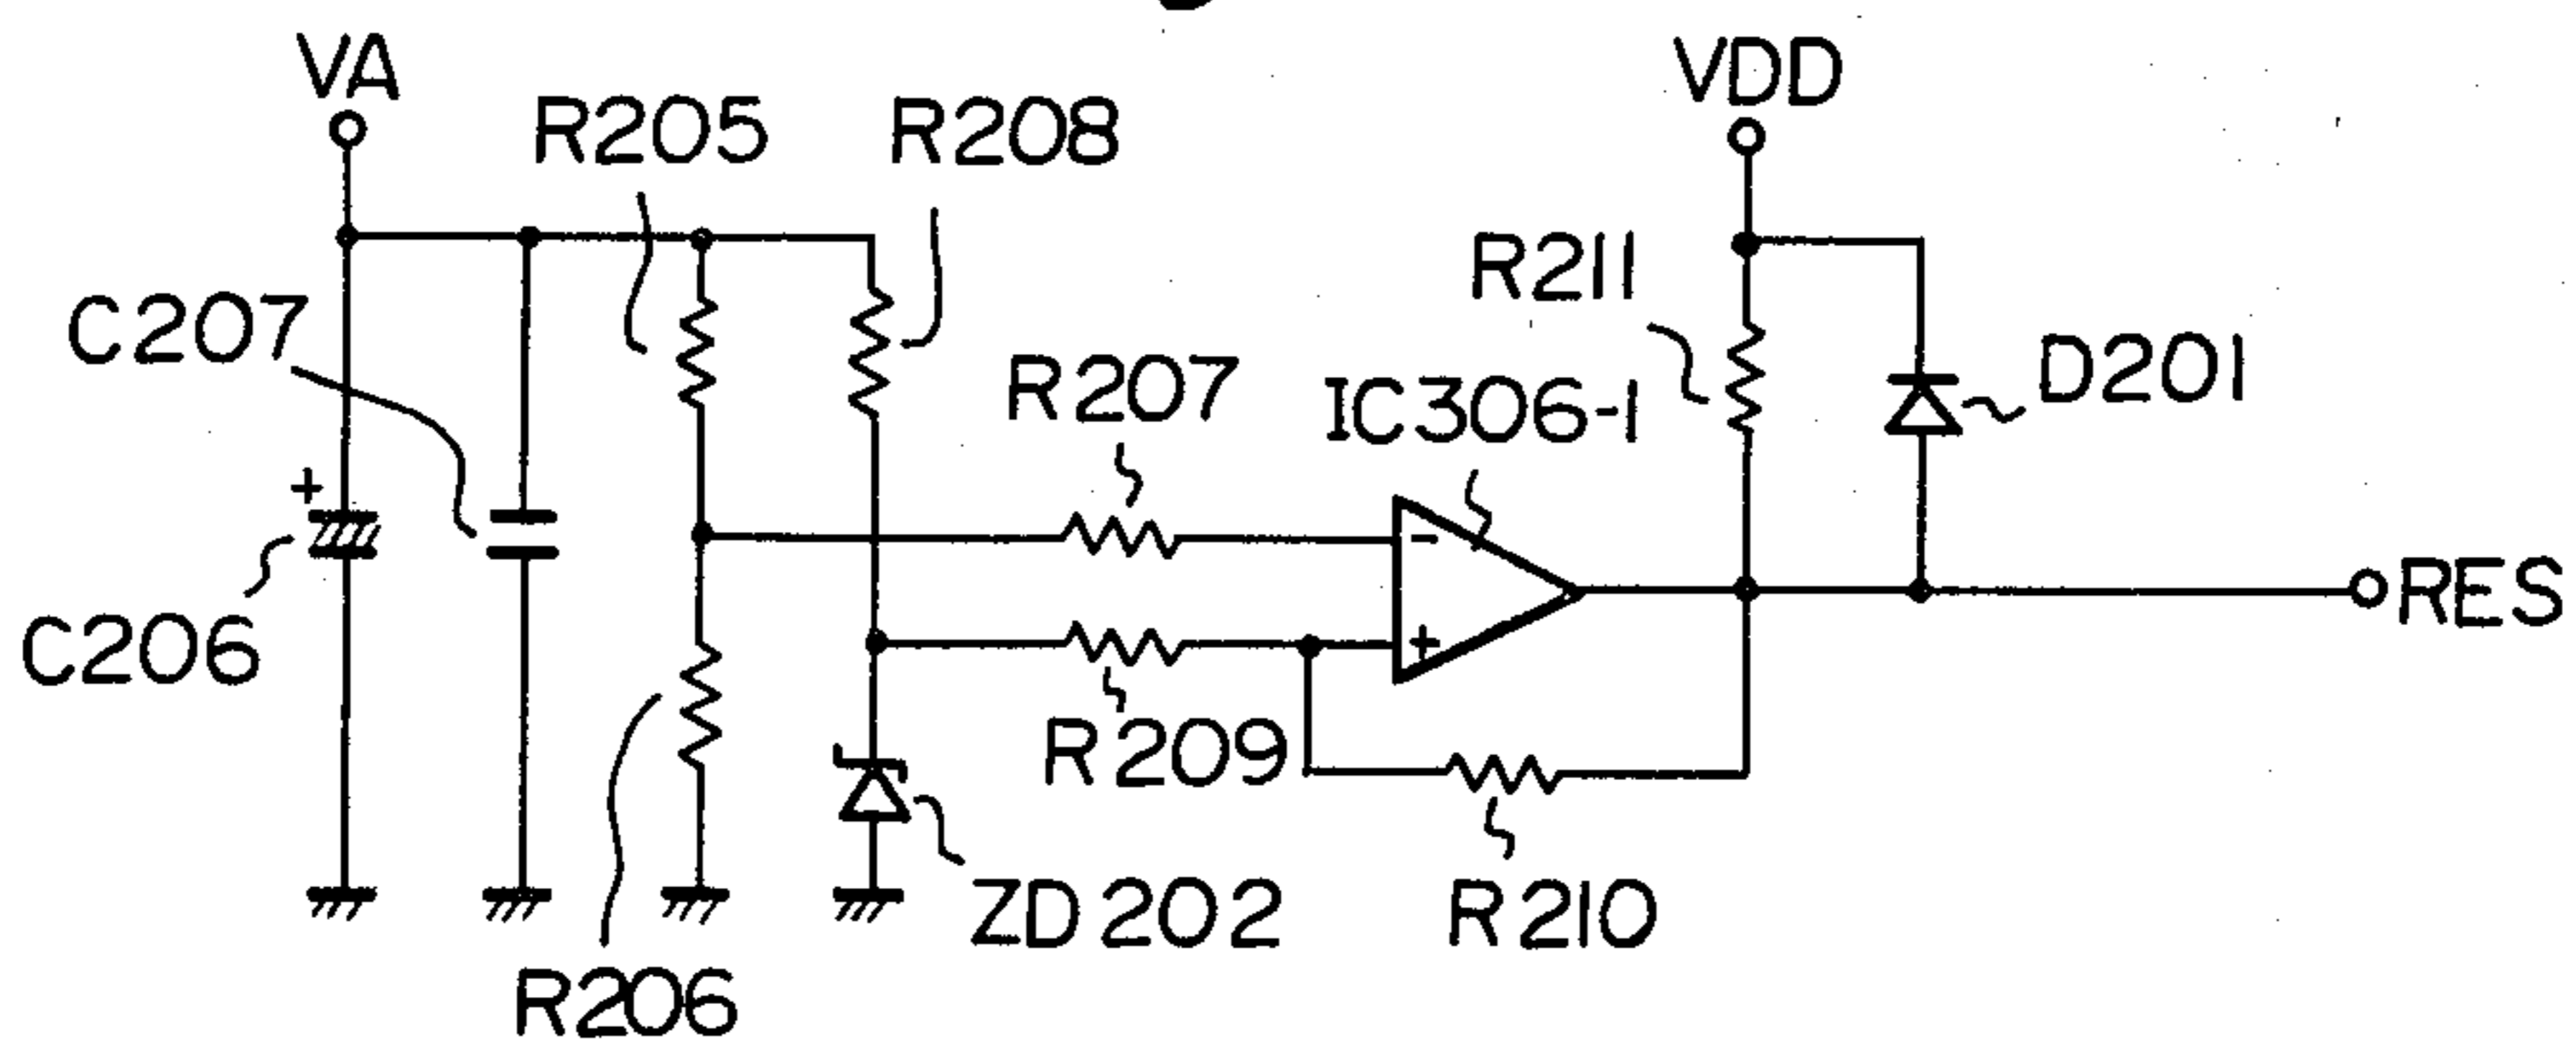 VA
VDD
R205
R208
R211
C207
D201
R207
IC306-1
+
-
RES
C206
+
R209
ZD202
R210
R206